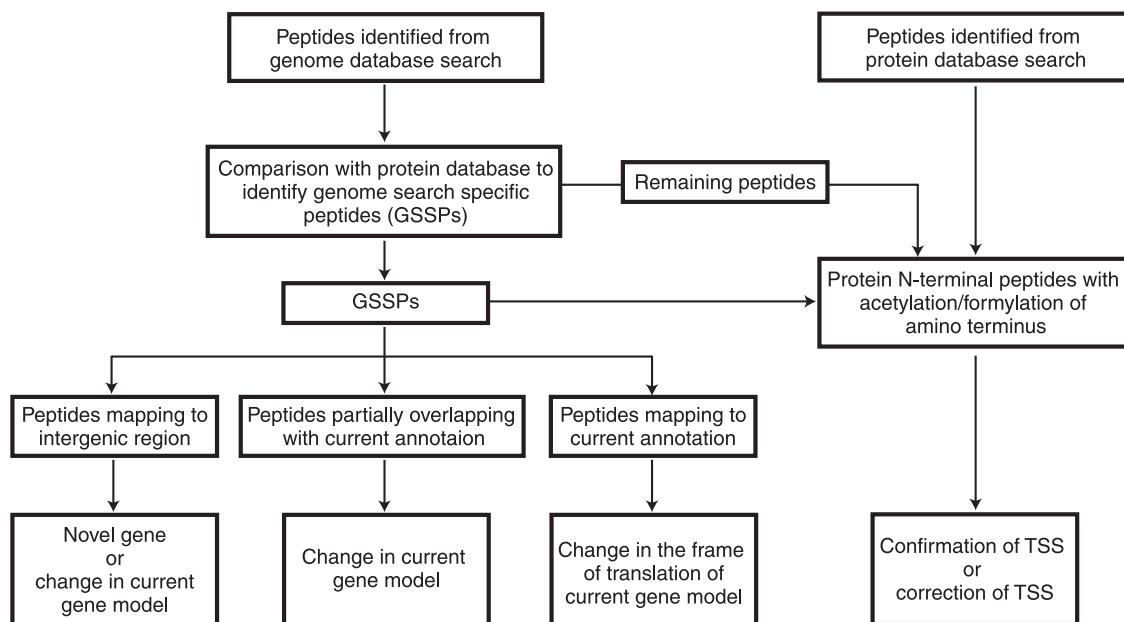 Peptides identified from
genome database search
Peptides identified from
protein database search
Comparison with protein database to
identify genome search specific
peptides (GSSPs)
Remaining peptides
GSSPs
Protein N-terminal peptides with
acetylation/formylation of
amino terminus
Peptides mapping to
intergenic region
Peptides partially overlapping
with current annotaion
Peptides mapping to
current annotation
Novel gene
or
change in current
gene model
Change in current
gene model
Change in the frame
of translation of
current gene model
Confirmation of TSS
or
correction of TSS